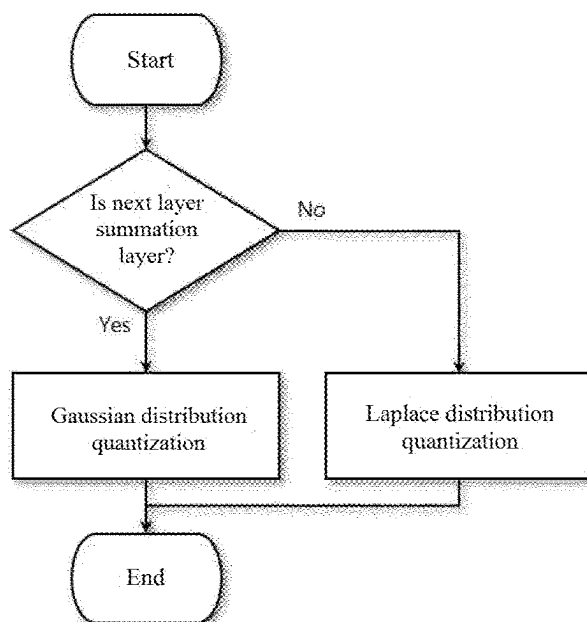 Start
Is next layer
summation
layer?
No
Yes
Gaussian distribution
quantization
Laplace distribution
quantization
End